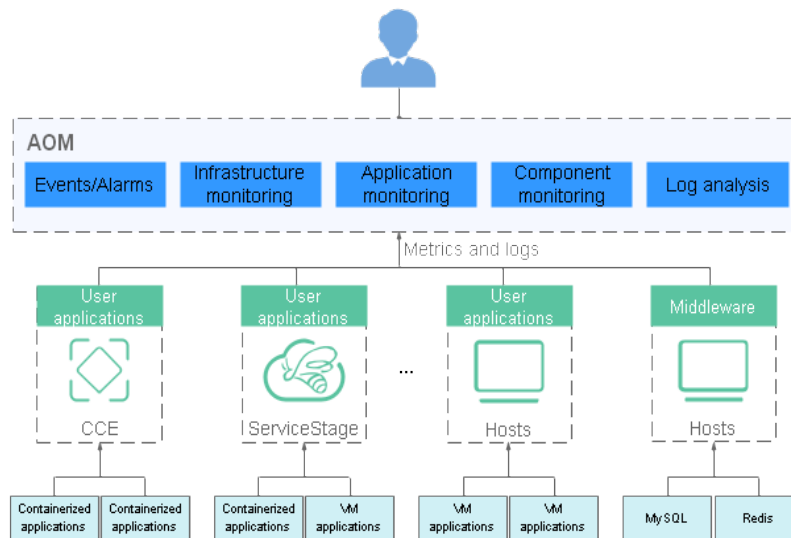 AOM
Events/Alarms
Infrastructure
monitoring
Application
monitoring
Component
monitoring
Log analysis
Metrics and logs
User
applications
User
applications
User
applications
Middleware
...
CCE
ServiceStage
Hosts
Hosts
Containerized
applications
Containerized
applications
Containerized
applications
VM
applications
VM
applications
VM
applications
MySQL
Redis